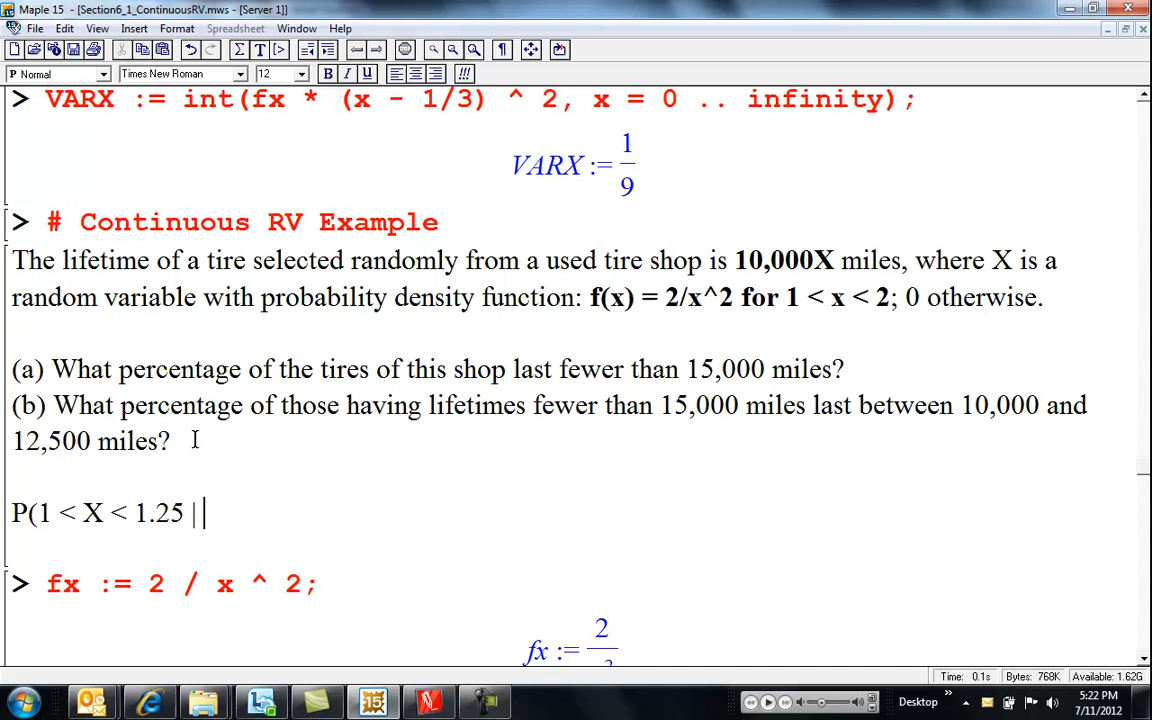 Maple 15 - [Section6_1_ContinuousRV.mws - [Server 1]]
File Edit View Insert Format Spreadsheet Window Help
P Normal Times New Roman 12 B I U !!!
> VARX := int(fx * (x - 1/3) ^ 2, x = 0 .. infinity);
VARX := 1/9
> # Continuous RV Example
The lifetime of a tire selected randomly from a used tire shop is 10,000X miles, where X is a
random variable with probability density function: f(x) = 2/x^2 for 1 < x < 2; 0 otherwise.
(a) What percentage of the tires of this shop last fewer than 15,000 miles?
(b) What percentage of those having lifetimes fewer than 15,000 miles last between 10,000 and
12,500 miles?
P(1 < X < 1.25 |
> fx := 2 / x ^ 2;
fx := 2
Time: 0.1s Bytes: 768K Available: 1.62G
Desktop » 5:22 PM
7/11/2012